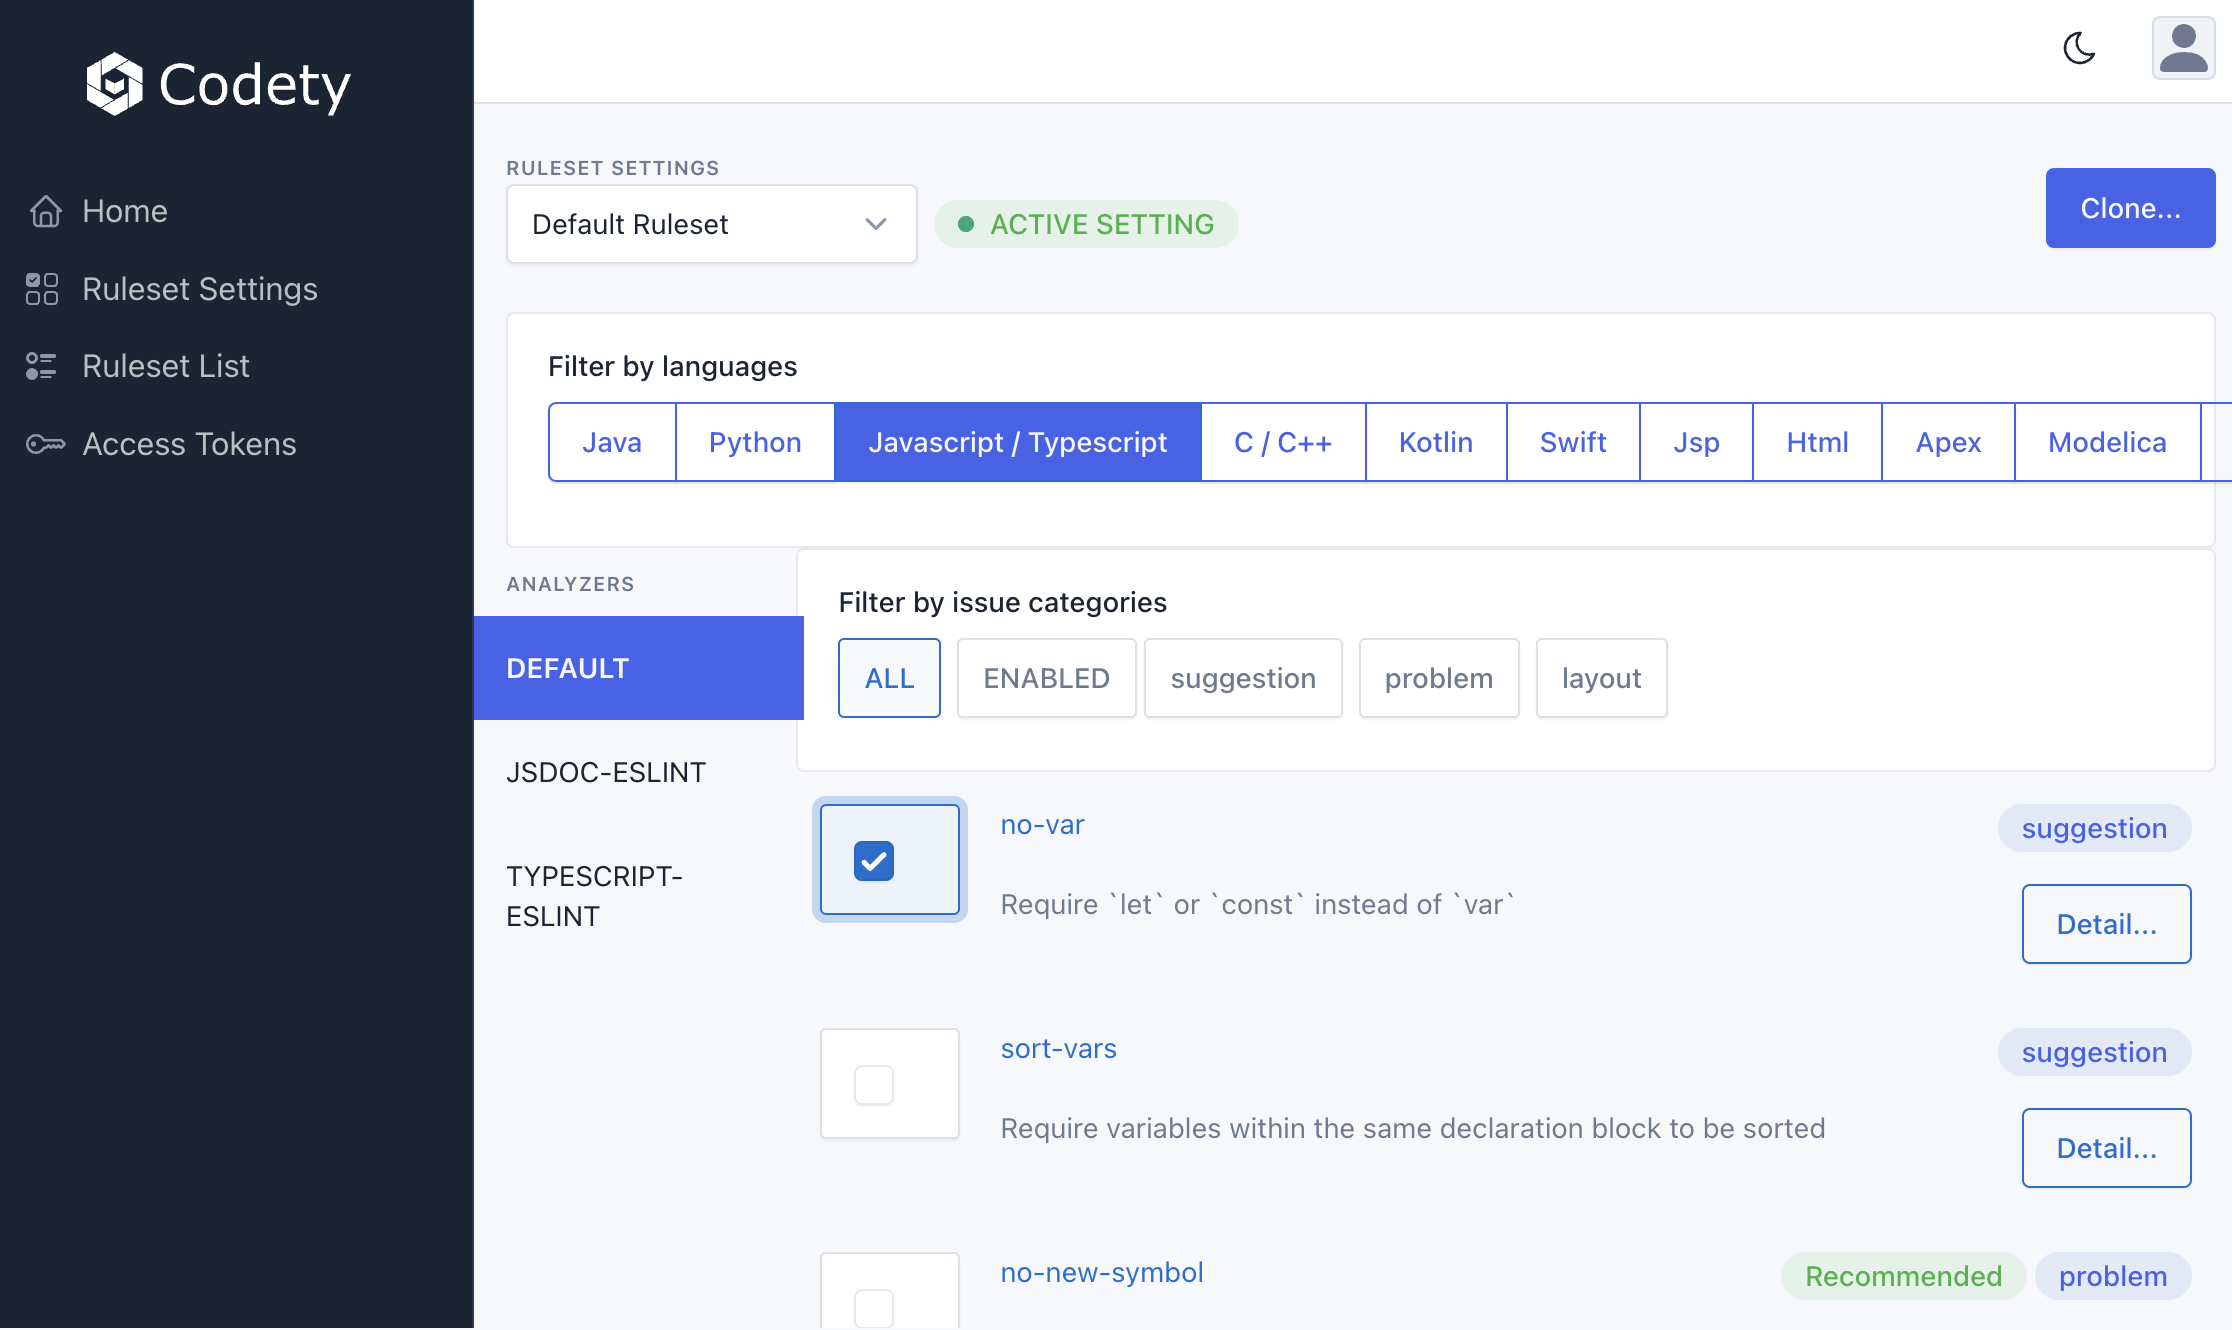 Codety
Home
Ruleset Settings
Ruleset List
Access Tokens
RULESET SETTINGS
Default Ruleset
ACTIVE SETTING
Clone...
Filter by languages
Java Python Javascript / Typescript C / C++ Kotlin Swift Jsp Html Apex Modelica
ANALYZERS
DEFAULT
JSDOC-ESLINT
TYPESCRIPT-
ESLINT
Filter by issue categories
ALL ENABLED suggestion problem layout
no-var
suggestion
Require `let` or `const` instead of `var`
Detail...
sort-vars
suggestion
Require variables within the same declaration block to be sorted
Detail...
no-new-symbol
Recommended problem